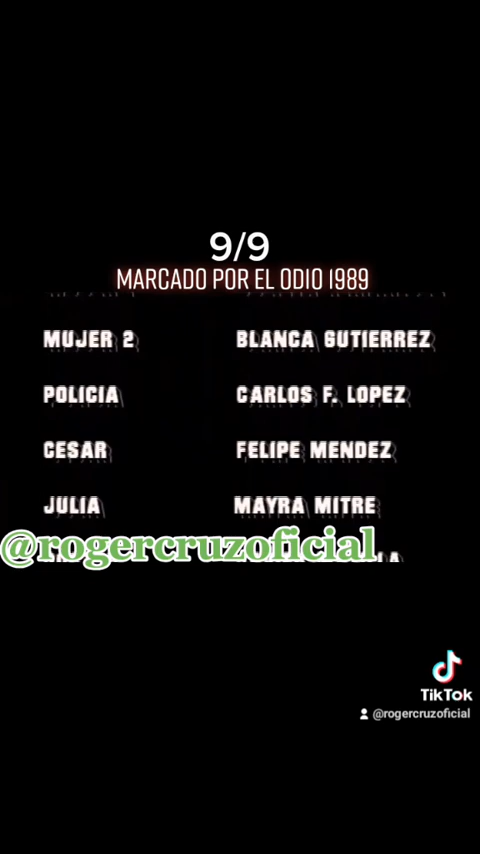 9/9
MARCADO POR EL ODIO 1989
MUJER 2 BLANCA GUTIERREZ
POLICIA CARLOS F. LOPEZ
CESAR FELIPE MENDEZ
JULIA MAYRA MITRE
@rogercruzoficial
TikTok
@rogercruzoficial